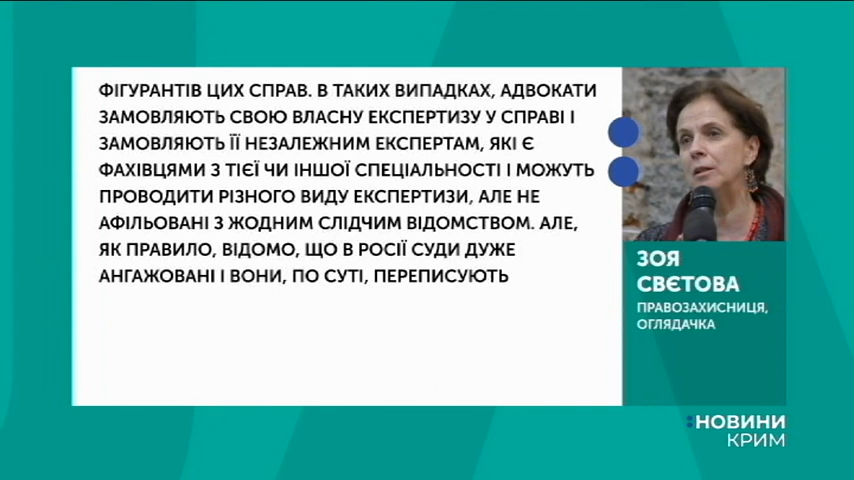 ФІГУРАНТІВ ЦИХ СПРАВ. В ТАКИХ ВИПАДКАХ, АДВОКАТИ
ЗАМОВЛЯЮТЬ СВОЮ ВЛАСНУ ЕКСПЕРТИЗУ У СПРАВІ І
ЗАМОВЛЯЮТЬ ЇЇ НЕЗАЛЕЖНИМ ЕКСПЕРТАМ, ЯКІ Є
ФАХІВЦЯМИ З ТІЄЇ ЧИ ІНШОЇ СПЕЦІАЛЬНОСТІ І МОЖУТЬ
ПРОВОДИТИ РІЗНОГО ВИДУ ЕКСПЕРТИЗИ, АЛЕ НЕ
АФІЛЬОВАНІ З ЖОДНИМ СЛІДЧИМ ВІДОМСТВОМ. АЛЕ,
ЯК ПРАВИЛО, ВІДОМО, ЩО В РОСІЇ СУДИ ДУЖЕ
АНГАЖОВАНІ І ВОНИ, ПО СУТІ, ПЕРЕПИСУЮТЬ
ЗОЯ
СВЄТОВА
ПРАВОЗАХИСНИЦЯ,
ОГЛЯДАЧКА
:НОВИНИ
КРИМ